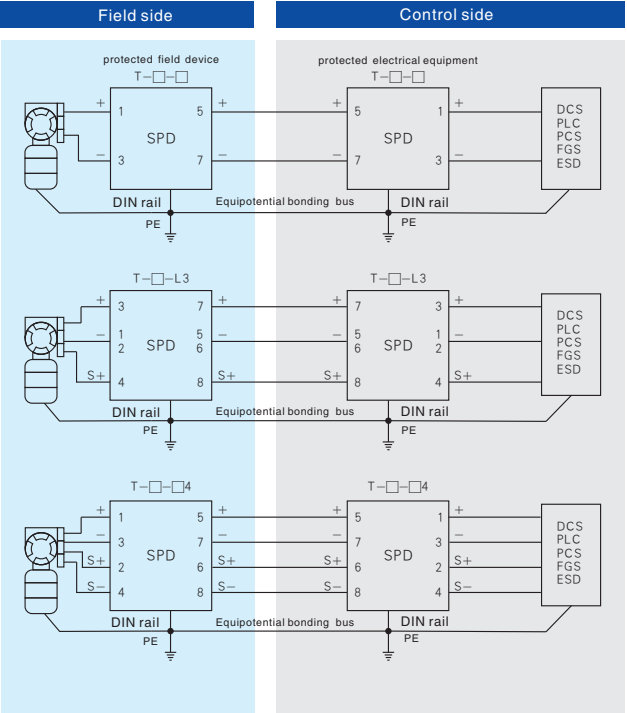 Field side
Control side
protected field device
protected electrical equipment
T-□-□
T-□-□
+ 1 5 + + 5 1 +
SPD
SPD
- 3 7 - - 7 3 -
DCS
PLC
PCS
FGS
ESD
DIN rail
Equipotential bonding bus
DIN rail
PE
PE
T-□-L3
T-□-L3
+ 3 7 + + 7 3 +
- 1 5 - - 5 1 -
2 SPD 6 6 SPD 2
S+ 4 8 S+ S+ 8 4 S+
DCS
PLC
PCS
FGS
ESD
DIN rail
Equipotential bonding bus
DIN rail
PE
PE
T-□-□4
T-□-□4
+ 1 5 + + 5 1 +
- 3 7 - - 7 3 -
SPD
SPD
S+ 2 6 S+ S+ 6 2 S+
S- 4 8 S- S- 8 4 S-
DCS
PLC
PCS
FGS
ESD
DIN rail
Equipotential bonding bus
DIN rail
PE
PE